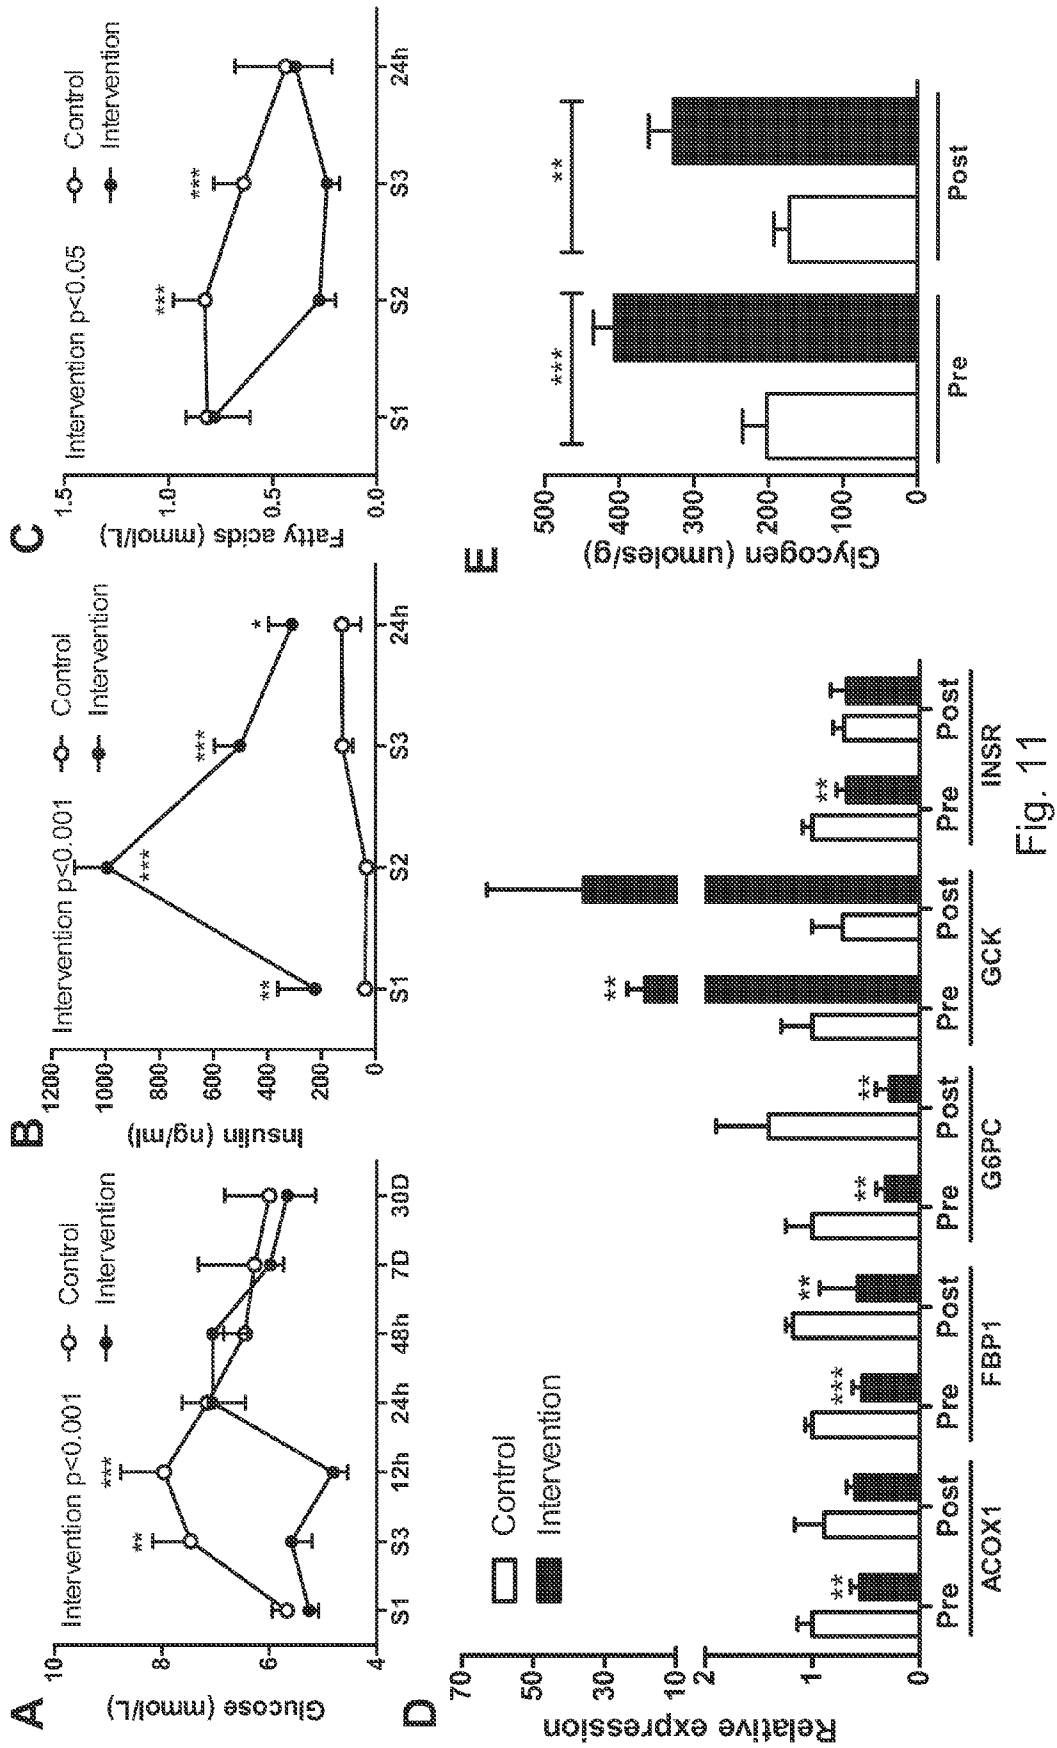 A
Intervention p<0.001
Control
Intervention
Glucose (mmol/L)
10
8
6
4
S1 S3 12h 24h 48h 7D 30D
** ***
B
Intervention p<0.001
Control
Intervention
Insulin (ng/ml)
1200
1000
800
600
400
200
0
S1 S2 S3 24h
** *** *** *
C
Intervention p<0.05
Control
Intervention
Fatty acids (mmol/L)
1.5
1.0
0.5
0.0
S1 S2 S3 24h
*** ***
D
Control
Intervention
Relative expression
70
50
30
10
2
1
0
** *** ** ** ** ** **
Pre Post Pre Post Pre Post Pre Post Pre Post
ACOX1 FBP1 G6PC GCK INSR
E
Glycogen (umoles/g)
500
400
300
200
100
0
*** **
Pre Post
Fig. 11